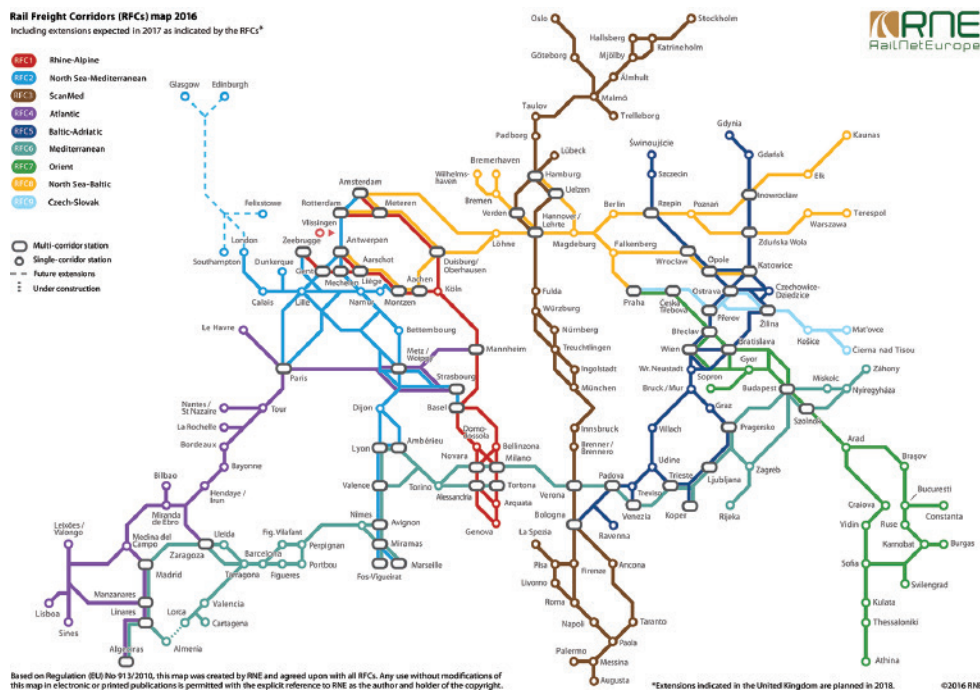 Rail Freight Corridors (RFCs) map 2016
Including extensions expected in 2017 as indicated by the RFCs*
RNE
RailNetEurope
RFC1 Rhine-Alpine
RFC2 North Sea-Mediterranean
RFC3 ScanMed
RFC4 Atlantic
RFC5 Baltic-Adriatic
RFC6 Mediterranean
RFC7 Orient
RFC8 North Sea-Baltic
RFC9 Czech-Slovak
Multi-corridor station
Single-corridor station
Future extensions
Under construction
Oslo
Stockholm
Hallsberg
Katrineholm
Göteborg
Mjölby
Älmhult
Malmö
Trelleborg
Taulov
Padborg
Glasgow
Edinburgh
Gdynia
Gdańsk
Kaunas
Świnoujście
Szczecin
Ełk
Inowrocław
Lübeck
Hamburg
Uelzen
Bremerhaven
Wilhelms-
haven
Bremen
Verden
Hannover/
Lehrte
Amsterdam
Rotterdam
Meteren
Vlissingen
Felixstowe
London
Southampton
Zeebrugge
Antwerpen
Dunkerque
Gent
Mechelen
Aarschot
Liège
Aachen
Duisburg/
Oberhausen
Löhne
Magdeburg
Berlin
Rzepin
Poznań
Warszawa
Terespol
Falkenberg
Zduńska Wola
Wrocław
Opole
Katowice
Calais
Lille
Namur
Montzen
Köln
Praha
Česká
Třebová
Ostrava
Czechowice-
Dziedzice
Přerov
Žilina
Fulda
Würzburg
Nürnberg
Treuchtlingen
Ingolstadt
München
Innsbruck
Brenner/
Brennero
Le Havre
Bettembourg
Metz /
Woippy
Mannheim
Strasbourg
Paris
Břeclav
Wien
Bratislava
Košice
Mat'ovce
Čierna nad Tisou
Wr. Neustadt
Sopron
Gyor
Bruck / Mur
Budapest
Miskolc
Záhony
Nyíregyháza
Szolnok
Nantes /
St Nazaire
Tour
La Rochelle
Bordeaux
Bayonne
Hendaye /
Irun
Dijon
Basel
Domo-
Dossola
Bellinzona
Lyon
Ambérieu
Novara
Milano
Valence
Torino
Alessandria
Tortona
Arquata
Genova
Verona
Padova
Treviso
Venezia
Udine
Trieste
Koper
Villach
Graz
Pragersko
Ljubljana
Zagreb
Rijeka
Arad
Brașov
Craiova
Bucuresti
Constanta
Vidin
Ruse
Karnobat
Burgas
Sofia
Svilengrad
Kulata
Thessaloniki
Athina
Bilbao
Miranda
de Ebro
Leixões /
Valongo
Medina del
Campo
Zaragoza
Lleida
Fig. Vilafant
Barcelona
Perpignan
Figueres
Portbou
Tarragona
Nîmes
Avignon
Miramas
Fos-Viguerat
Marseille
Madrid
Manzanares
Linares
Valencia
Lorca
Cartagena
Almería
Algeciras
Lisboa
Sines
Bologna
Ravenna
La Spezia
Pisa
Livorno
Firenze
Ancona
Roma
Napoli
Taranto
Paola
Palermo
Messina
Augusta
Based on Regulation (EU) No 913/2010, this map was created by RNE and agreed upon with all RFCs. Any use without modifications of
this map in electronic or printed publications is permitted with the explicit reference to RNE as the author and holder of the copyright.
*Extensions indicated in the United Kingdom are planned in 2018.
©2016 RNE